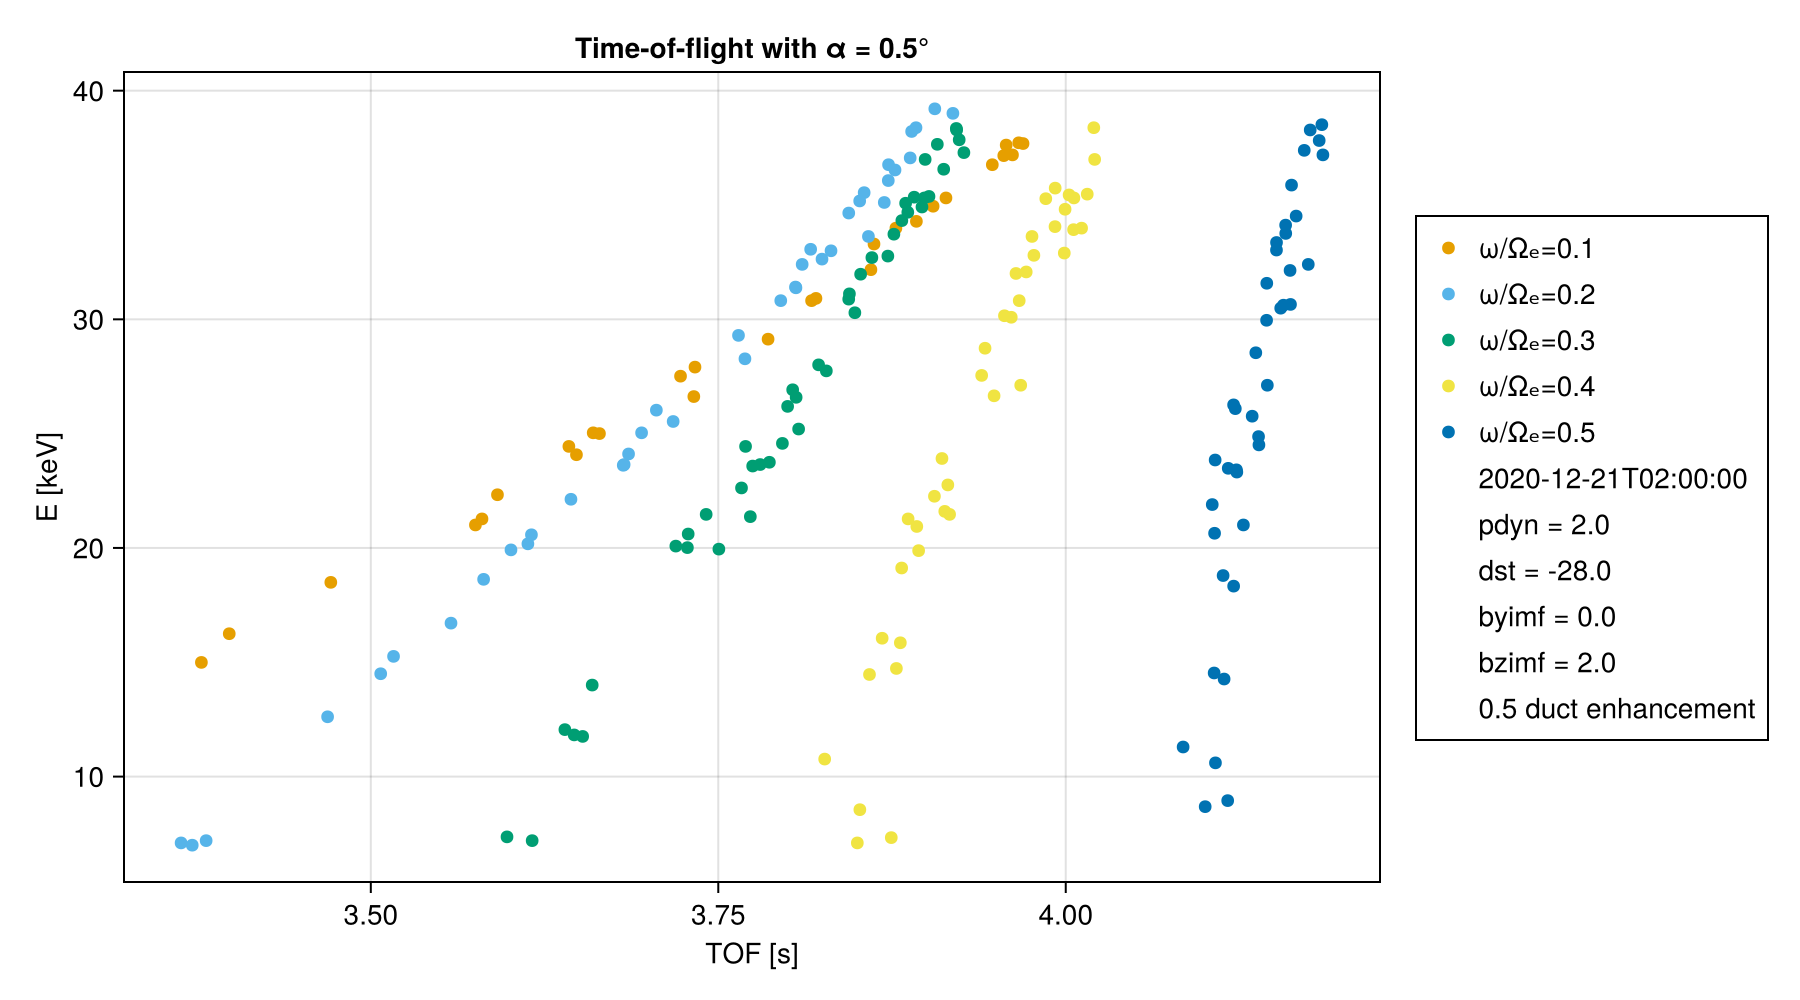 Time-of-flight with α = 0.5°
40
30
20
10
E [keV]
3.50
3.75
4.00
TOF [s]
ω/Ωₑ=0.1
ω/Ωₑ=0.2
ω/Ωₑ=0.3
ω/Ωₑ=0.4
ω/Ωₑ=0.5
2020-12-21T02:00:00
pdyn = 2.0
dst = -28.0
byimf = 0.0
bzimf = 2.0
0.5 duct enhancement